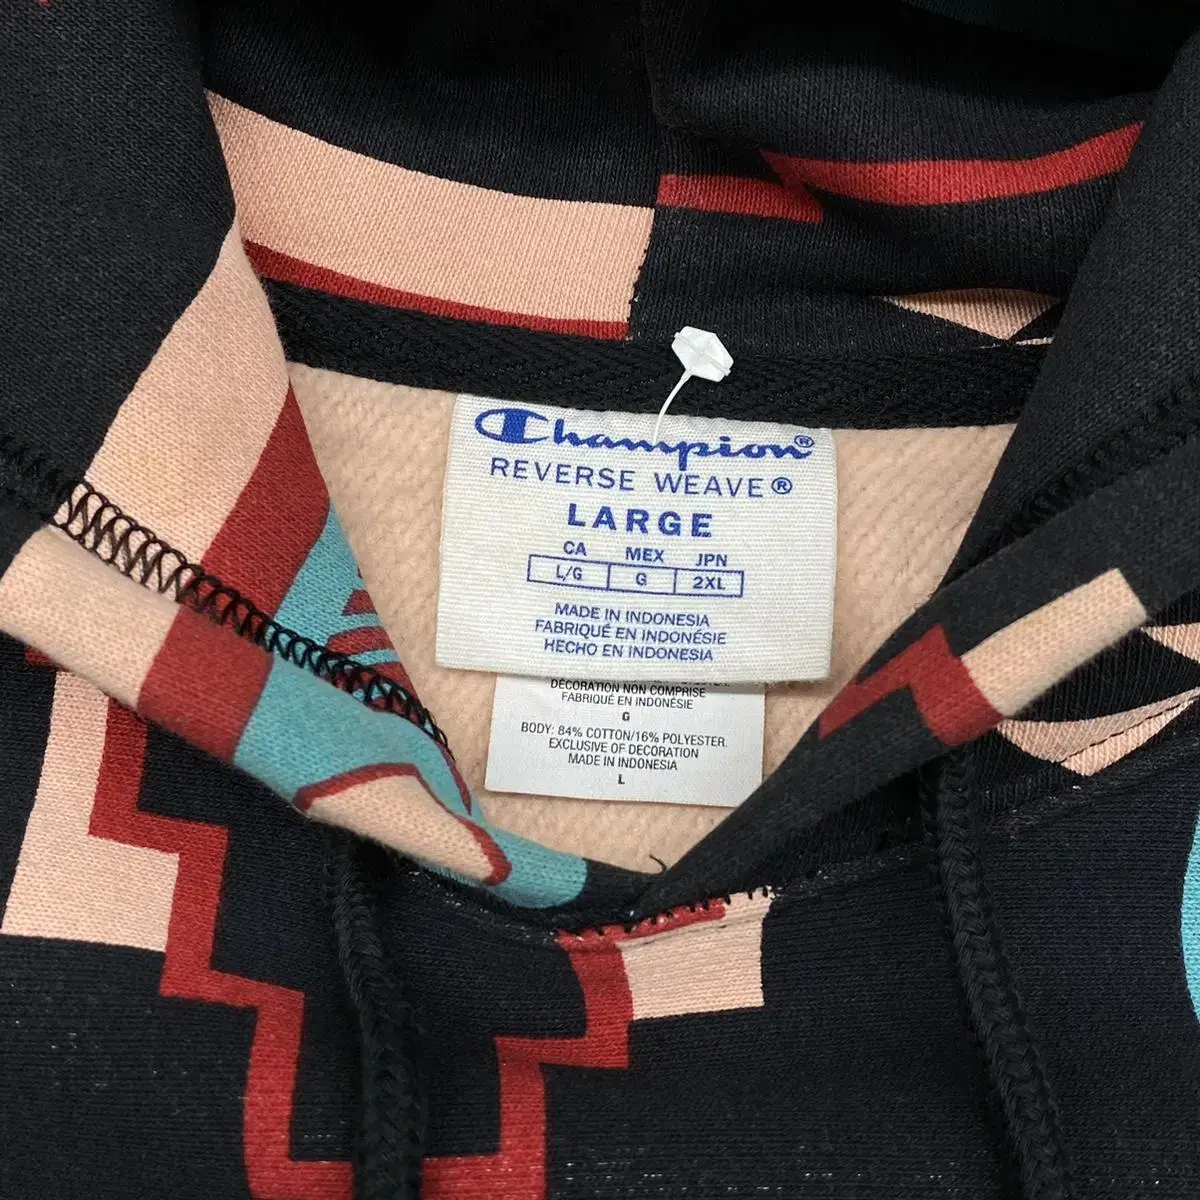 Champion®
REVERSE WEAVE®
LARGE
CA MEX JPN
L/G G 2XL
MADE IN INDONESIA
FABRIQUÉ EN INDONÉSIE
HECHO EN INDONESIA
DÉCORATION NON COMPRISE
FABRIQUÉ EN INDONÉSIE
G
BODY: 84% COTTON/16% POLYESTER.
EXCLUSIVE OF DECORATION
MADE IN INDONESIA
L